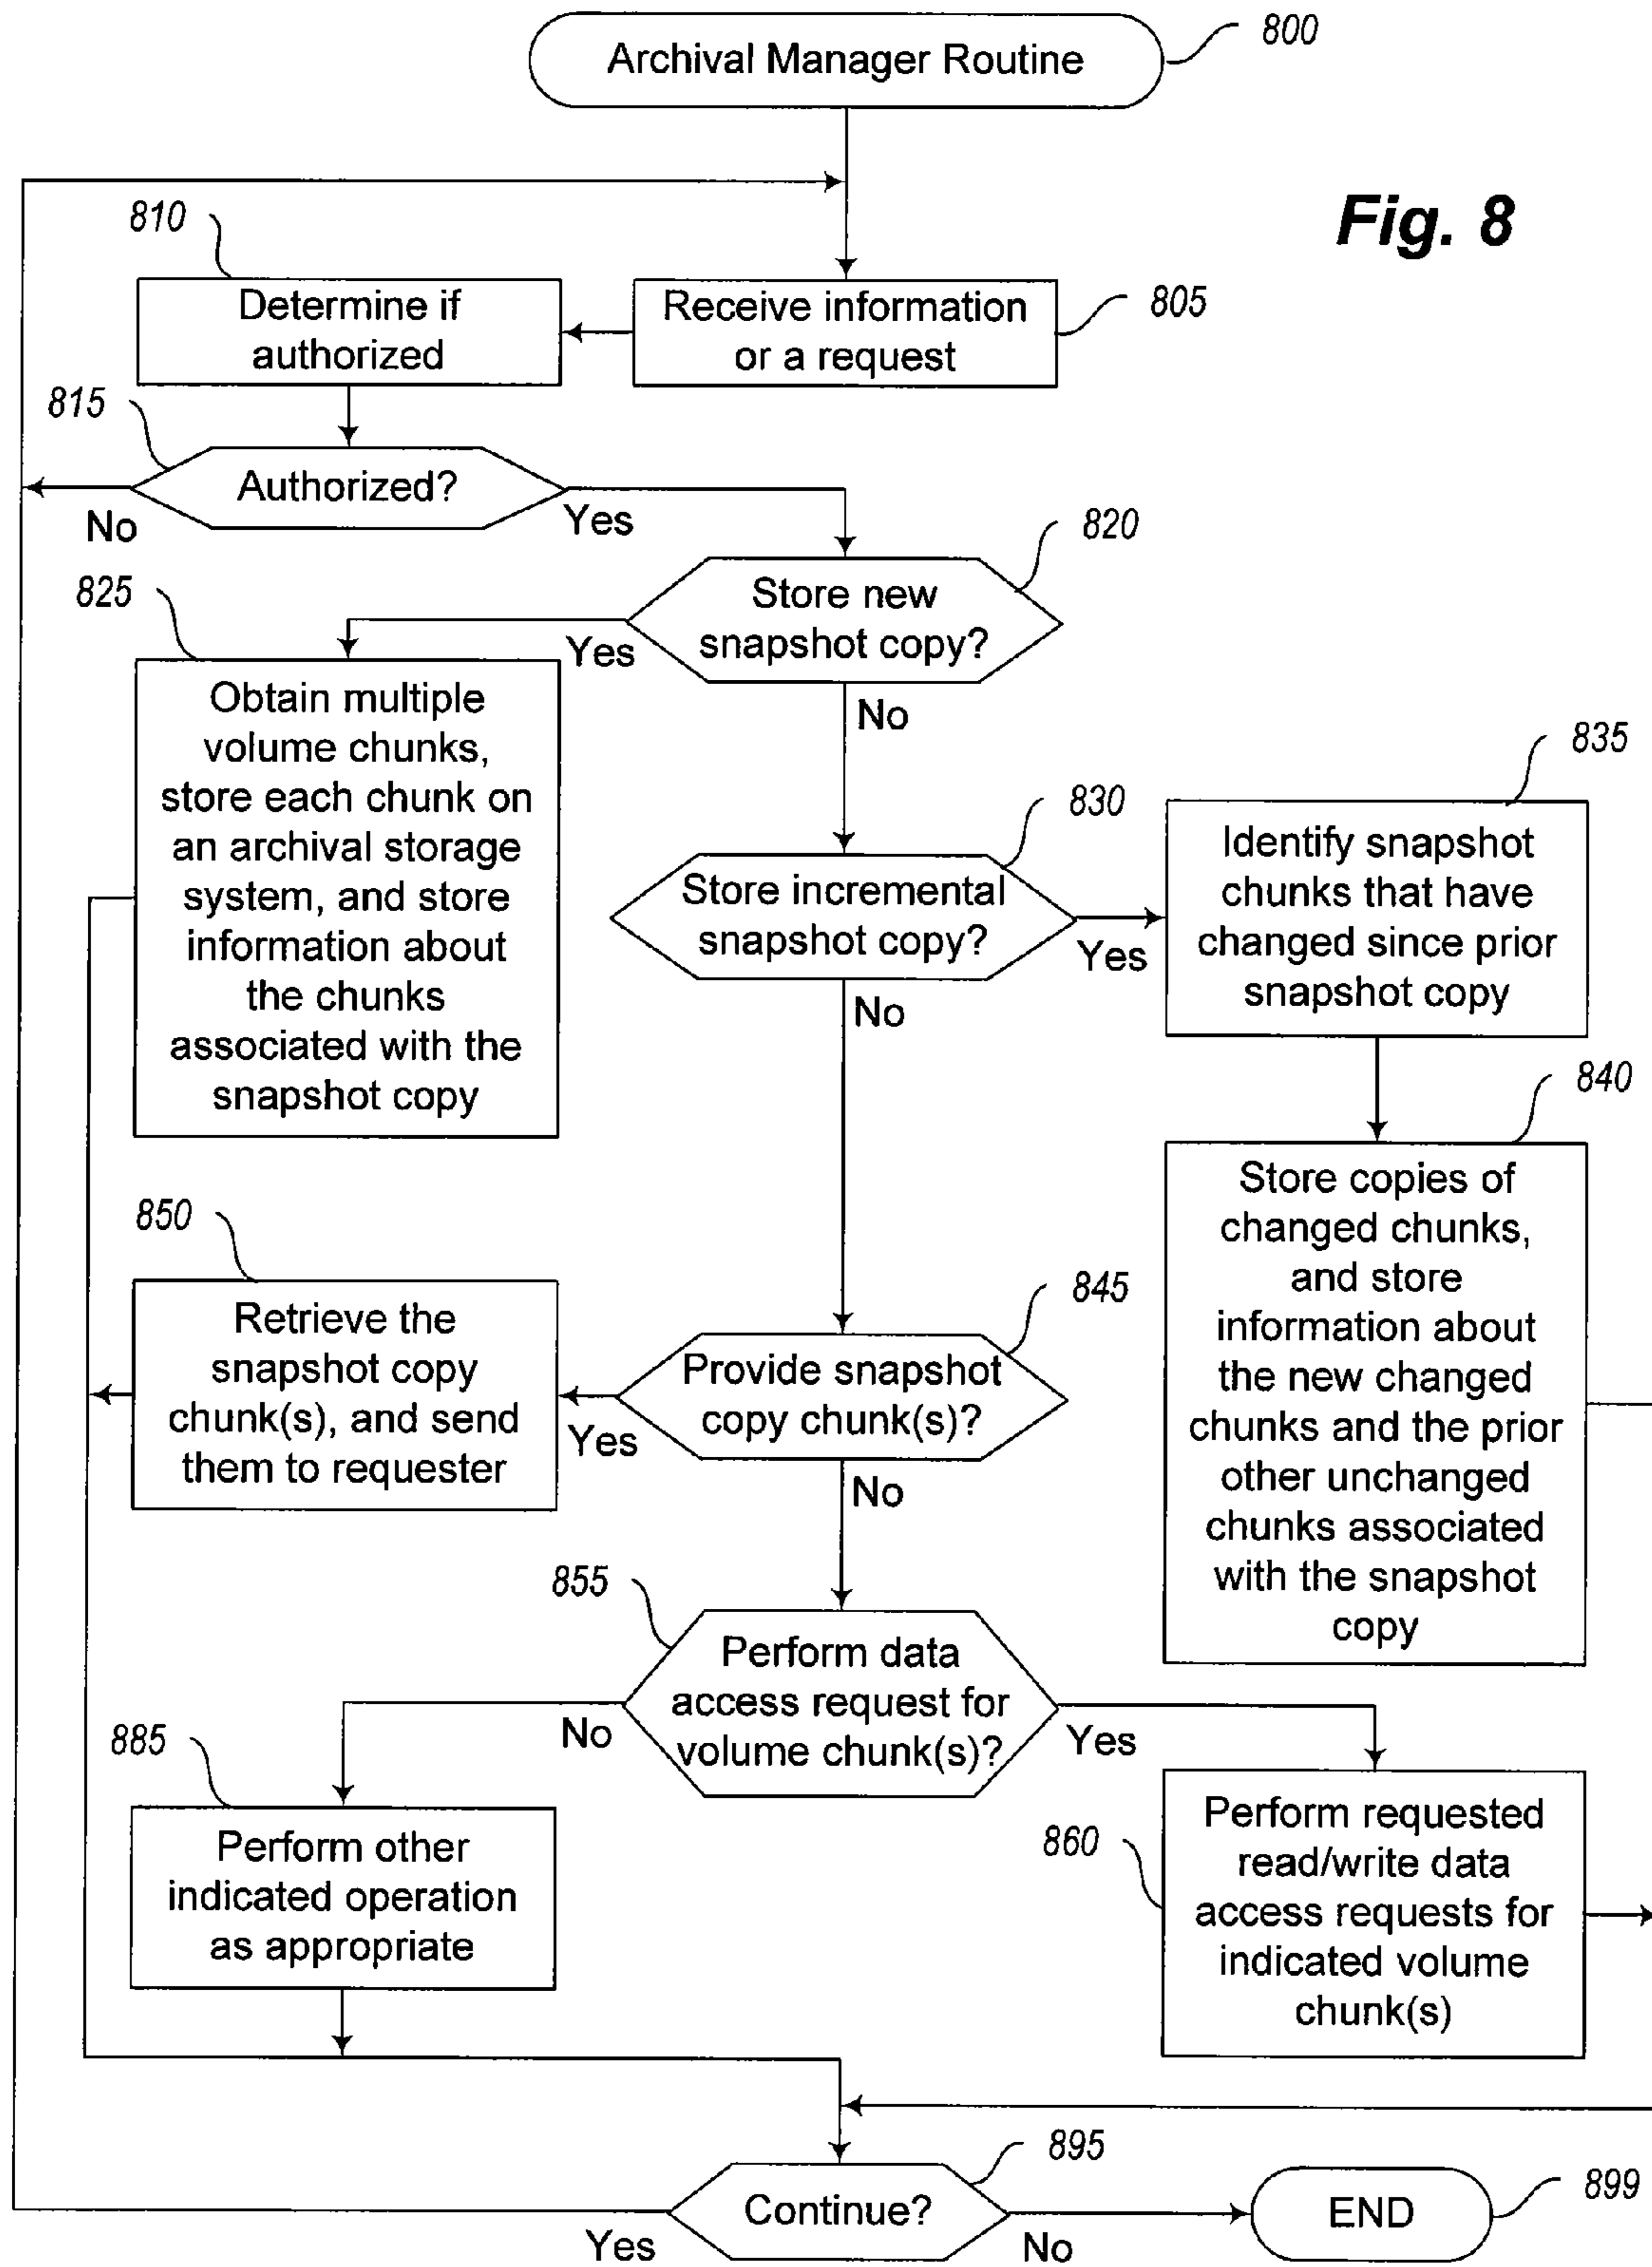 Archival Manager Routine
800
Fig. 8
810
Determine if
authorized
Receive information
or a request
805
815
Authorized?
No
Yes
820
Store new
snapshot copy?
Yes
No
825
Obtain multiple
volume chunks,
store each chunk on
an archival storage
system, and store
information about
the chunks
associated with the
snapshot copy
830
Store incremental
snapshot copy?
Yes
No
835
Identify snapshot
chunks that have
changed since prior
snapshot copy
840
Store copies of
changed chunks,
and store
information about
the new changed
chunks and the prior
other unchanged
chunks associated
with the snapshot
copy
850
Retrieve the
snapshot copy
chunk(s), and send
them to requester
845
Provide snapshot
copy chunk(s)?
Yes
No
855
Perform data
access request for
volume chunk(s)?
No
Yes
885
Perform other
indicated operation
as appropriate
860
Perform requested
read/write data
access requests for
indicated volume
chunk(s)
895
Continue?
Yes
No
END
899